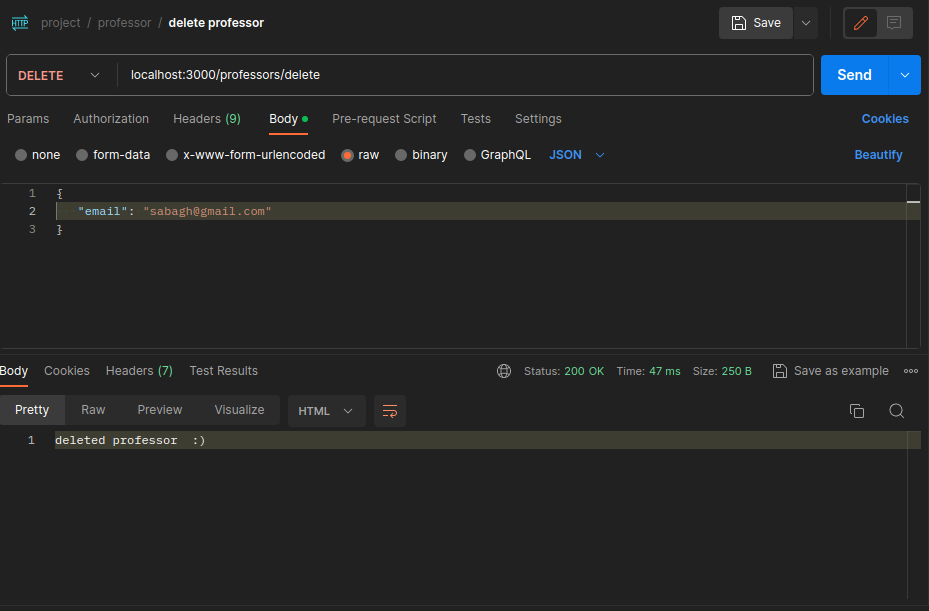 HTTP project / professor / delete professor Save
DELETE localhost:3000/professors/delete Send
Params Authorization Headers (9) Body Pre-request Script Tests Settings Cookies
none form-data x-www-form-urlencoded raw binary GraphQL JSON Beautify
1 {
2 "email": "sabagh@gmail.com"
3 }
Body Cookies Headers (7) Test Results Status: 200 OK Time: 47 ms Size: 250 B Save as example
Pretty Raw Preview Visualize HTML
1 deleted professor :)